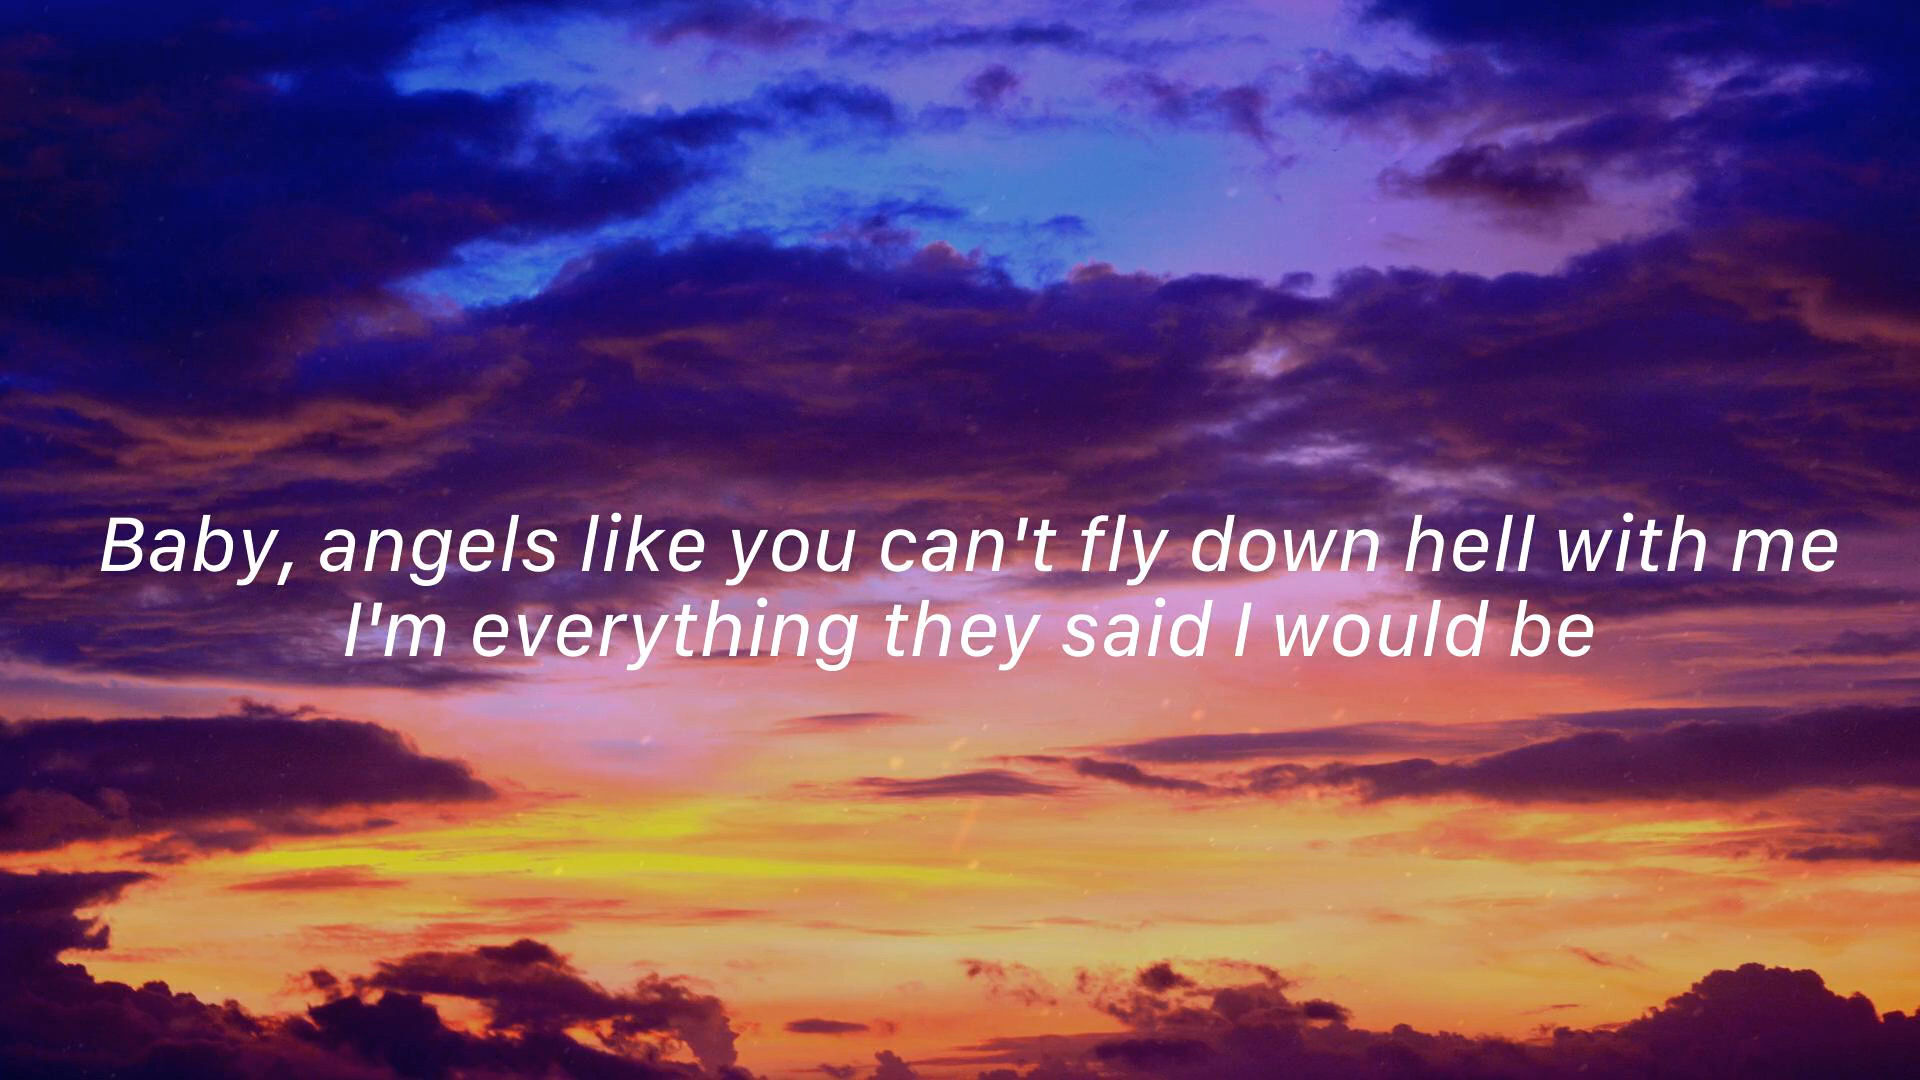 Baby, angels like you can't fly down hell with me
I'm everything they said I would be